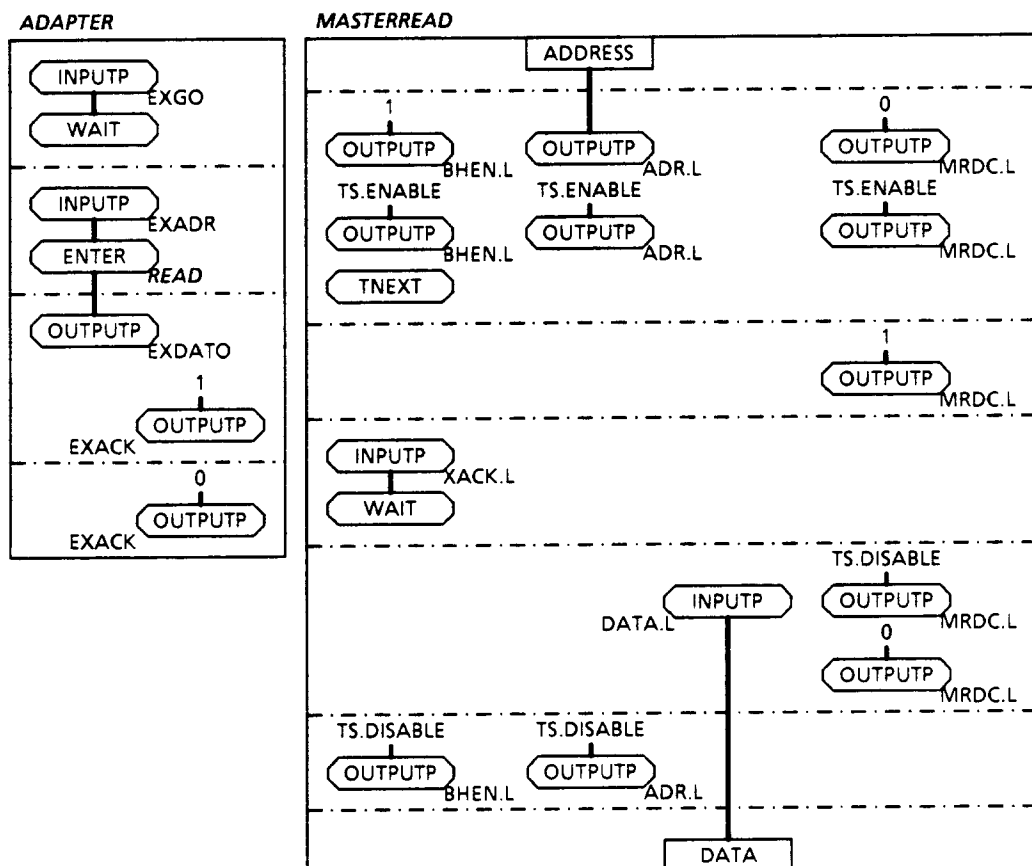 ADAPTER
INPUTP
EXGO
WAIT
INPUTP
EXADR
ENTER
READ
OUTPUTP
EXDATO
1
OUTPUTP
EXACK
0
OUTPUTP
EXACK
MASTERREAD
ADDRESS
1 0
OUTPUTP OUTPUTP OUTPUTP
BHEN.L ADR.L MRDC.L
TS.ENABLE TS.ENABLE TS.ENABLE
OUTPUTP OUTPUTP OUTPUTP
BHEN.L ADR.L MRDC.L
TNEXT
1
OUTPUTP
MRDC.L
INPUTP
XACK.L
WAIT
TS.DISABLE
INPUTP OUTPUTP
DATA.L MRDC.L
0
OUTPUTP
MRDC.L
TS.DISABLE TS.DISABLE
OUTPUTP OUTPUTP
BHEN.L ADR.L
DATA